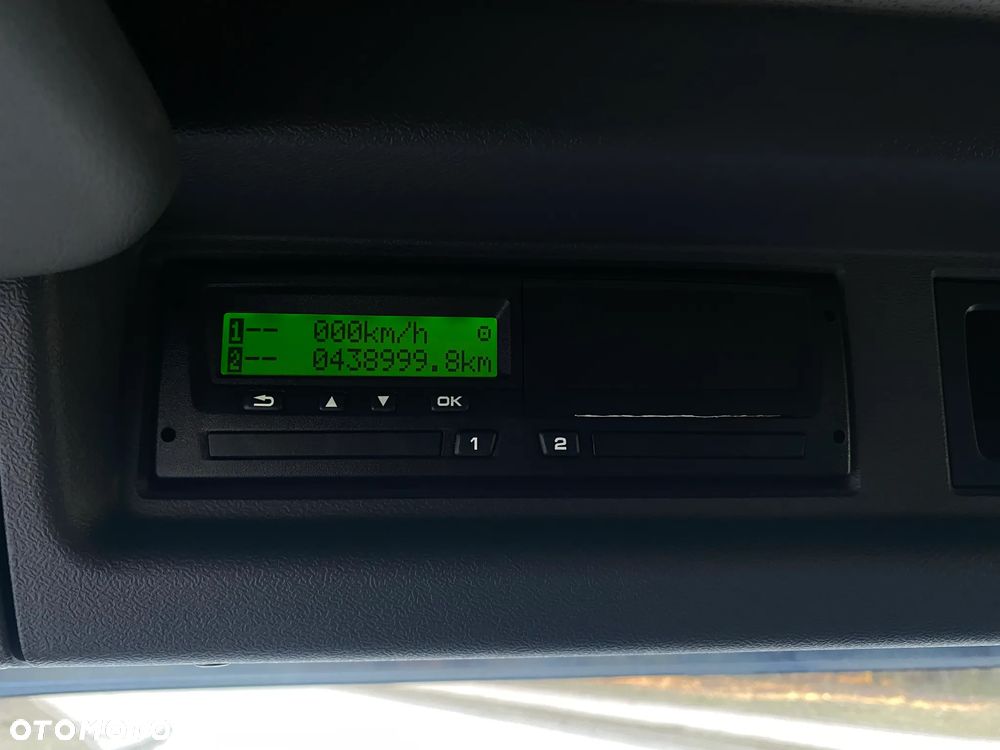 1-- 000km/h
2-- 0438999.8km
▲ ▼ OK
1 2
OTOMOTO